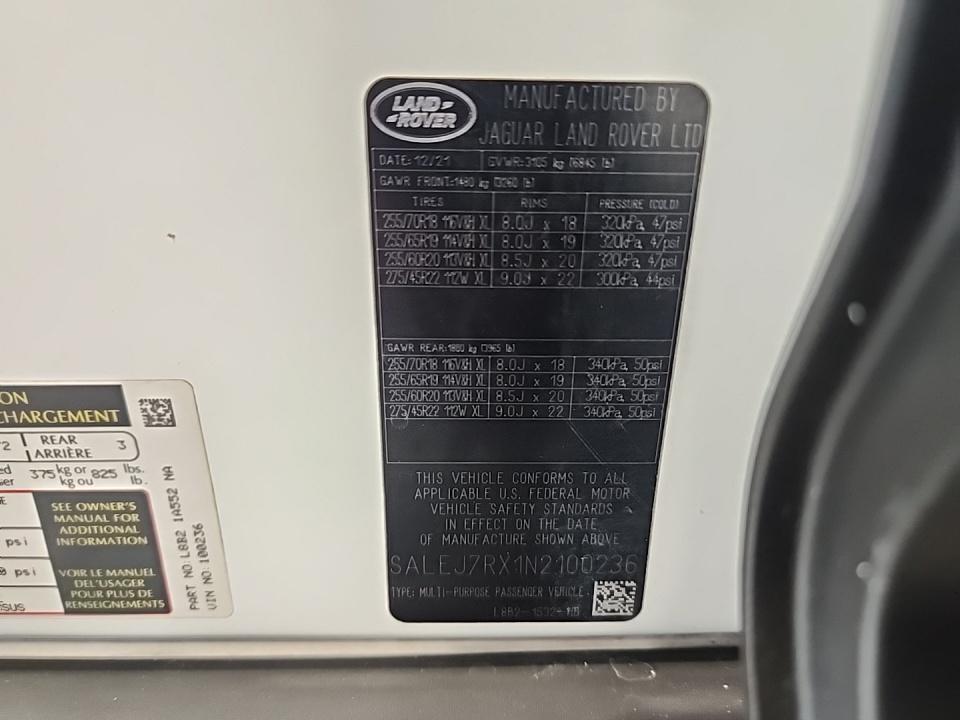 LAND ROVER
MANUFACTURED BY
JAGUAR LAND ROVER LTD
DATE: 12/21 GVWR: 3105 kg (6845 lb)
GAWR FRONT: 1480 kg (3260 lb)
TIRES RIMS PRESSURE (COLD)
255/70R18 116V&H XL 8.0J x 18 320kPa, 47psi
255/65R19 114V&H XL 8.0J x 19 320kPa, 47psi
255/60R20 113V&H XL 8.5J x 20 320kPa, 47psi
275/45R22 112W XL 9.0J x 22 300kPa, 44psi
GAWR REAR: 1800 kg (3965 lb)
255/70R18 116V&H XL 8.0J x 18 340kPa, 50psi
255/65R19 114V&H XL 8.0J x 19 340kPa, 50psi
255/60R20 113V&H XL 8.5J x 20 340kPa, 50psi
275/45R22 112W XL 9.0J x 22 340kPa, 50psi
THIS VEHICLE CONFORMS TO ALL
APPLICABLE U.S. FEDERAL MOTOR
VEHICLE SAFETY STANDARDS
IN EFFECT ON THE DATE
OF MANUFACTURE SHOWN ABOVE
SALEJ7RX1N2100236
TYPE: MULTI-PURPOSE PASSENGER VEHICLE
ON
CHARGEMENT
2 REAR ARRIÈRE 3
375 kg or kg ou 825 lbs. lb.
SEE OWNER'S
MANUAL FOR
ADDITIONAL
INFORMATION
psi
psi
VOIR LE MANUEL
DEL'USAGER
POUR PLUS DE
RENSEIGNEMENTS
PART NO. L8B2 1A552 NA
VIN NO: 100236